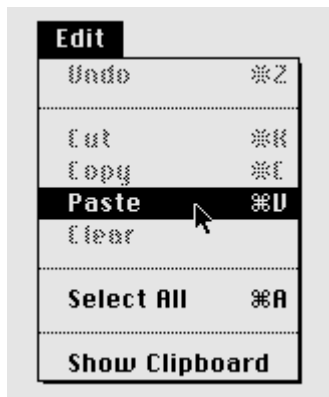 Edit
Undo ⌘Z
Cut ⌘X
Copy ⌘C
Paste ⌘V
Clear
Select All ⌘A
Show Clipboard